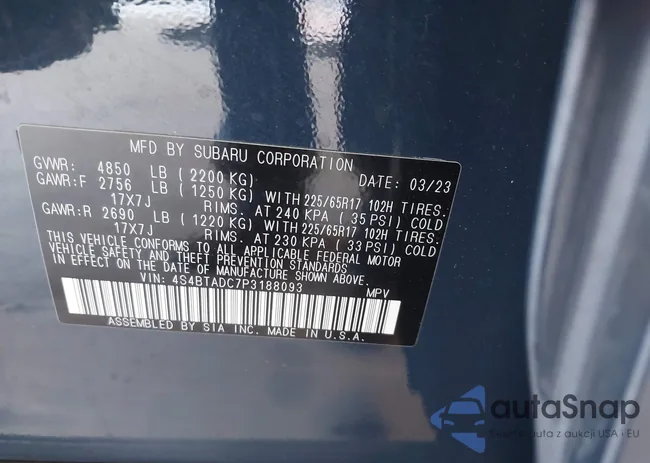 MFD BY SUBARU CORPORATION
GVWR: 4850 LB (2200 KG) DATE: 03/23
GAWR:F 2756 LB (1250 KG) WITH 225/65R17 102H TIRES.
17X7J RIMS. AT 240 KPA (35 PSI) COLD
GAWR:R 2690 LB (1220 KG) WITH 225/65R17 102H TIRES.
17X7J RIMS. AT 230 KPA (33 PSI) COLD
THIS VEHICLE CONFORMS TO ALL APPLICABLE FEDERAL MOTOR
VEHICLE SAFETY AND THEFT PREVENTION STANDARDS
IN EFFECT ON THE DATE OF MANUFACTURE SHOWN ABOVE.
VIN: 4S4BTADC7P3188093 MPV
ASSEMBLED BY SIA INC. MADE IN U.S.A.
autaSnap
auta z aukcji USA - EU